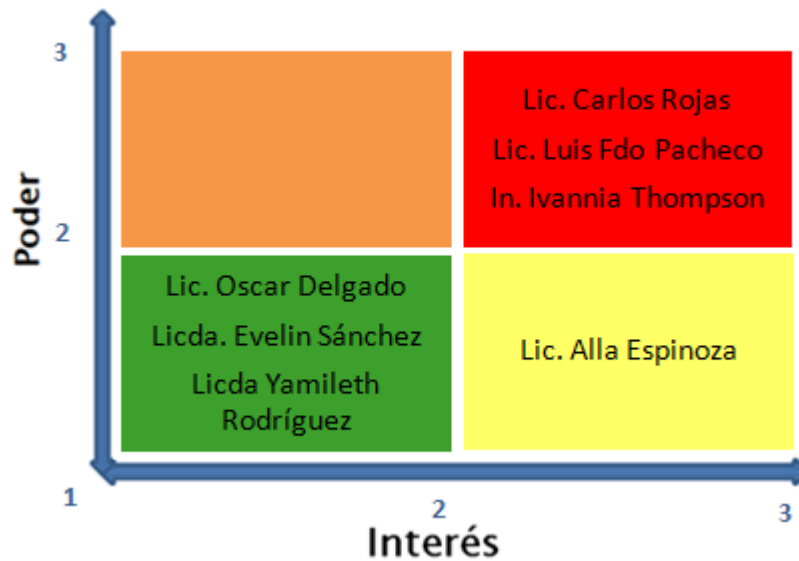 3
Lic. Carlos Rojas
Lic. Luis Fdo Pacheco
In. Ivannia Thompson
Poder
2
Lic. Oscar Delgado
Licda. Evelin Sánchez
Licda Yamileth
Rodríguez
Lic. Alla Espinoza
1
2
3
Interés